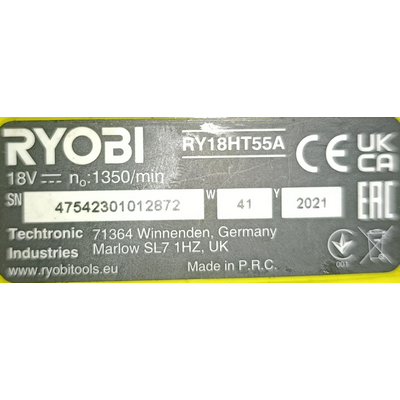 RYOBI RY18HT55A CE UK CA
18V ⎓ n₀:1350/min
SN 47542301012872 W 41 Y 2021 EAC
Techtronic 71364 Winnenden, Germany
Industries Marlow SL7 1HZ, UK
www.ryobitools.eu Made in P.R.C. 001